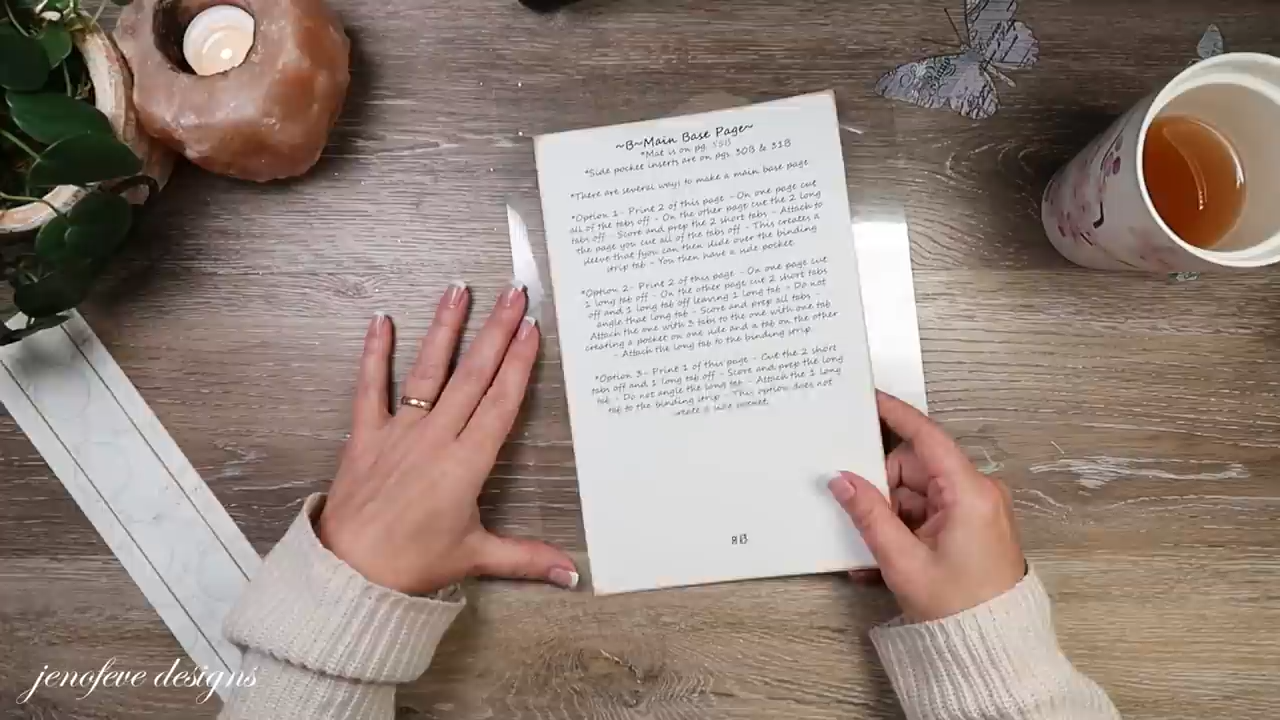 ~B~Main Base Page~
*Mat is on pg. 55B
*Side pocket inserts are on pgs. 30B & 31B
*There are several ways to make a main base page
*Option 1 - Print 2 of this page - On one page cut
all of the tabs off - On the other page cut the 2 long
tabs off - Score and prep the 2 short tabs - Attach to
the page you cut all of the tabs off - This creates a
sleeve that you can then slide over the binding
strip tab - You then have a side pocket
*Option 2 - Print 2 of this page - On one page cut
1 long tab off - On the other page cut 2 short tabs
off and 1 long tab off leaving 1 long tab - Do not
angle that long tab - Score and prep all tabs -
Attach the one with 3 tabs to the one with one tab
creating a pocket on one side and a tab on the other
- Attach the long tab to the binding strip
*Option 3 - Print 1 of this page - Cut the 2 short
tabs off and 1 long tab off - Score and prep the long
tab - Do not angle the long tab - Attach the 1 long
tab to the binding strip - This option does not
create a side pocket
8B
jenofeve designs